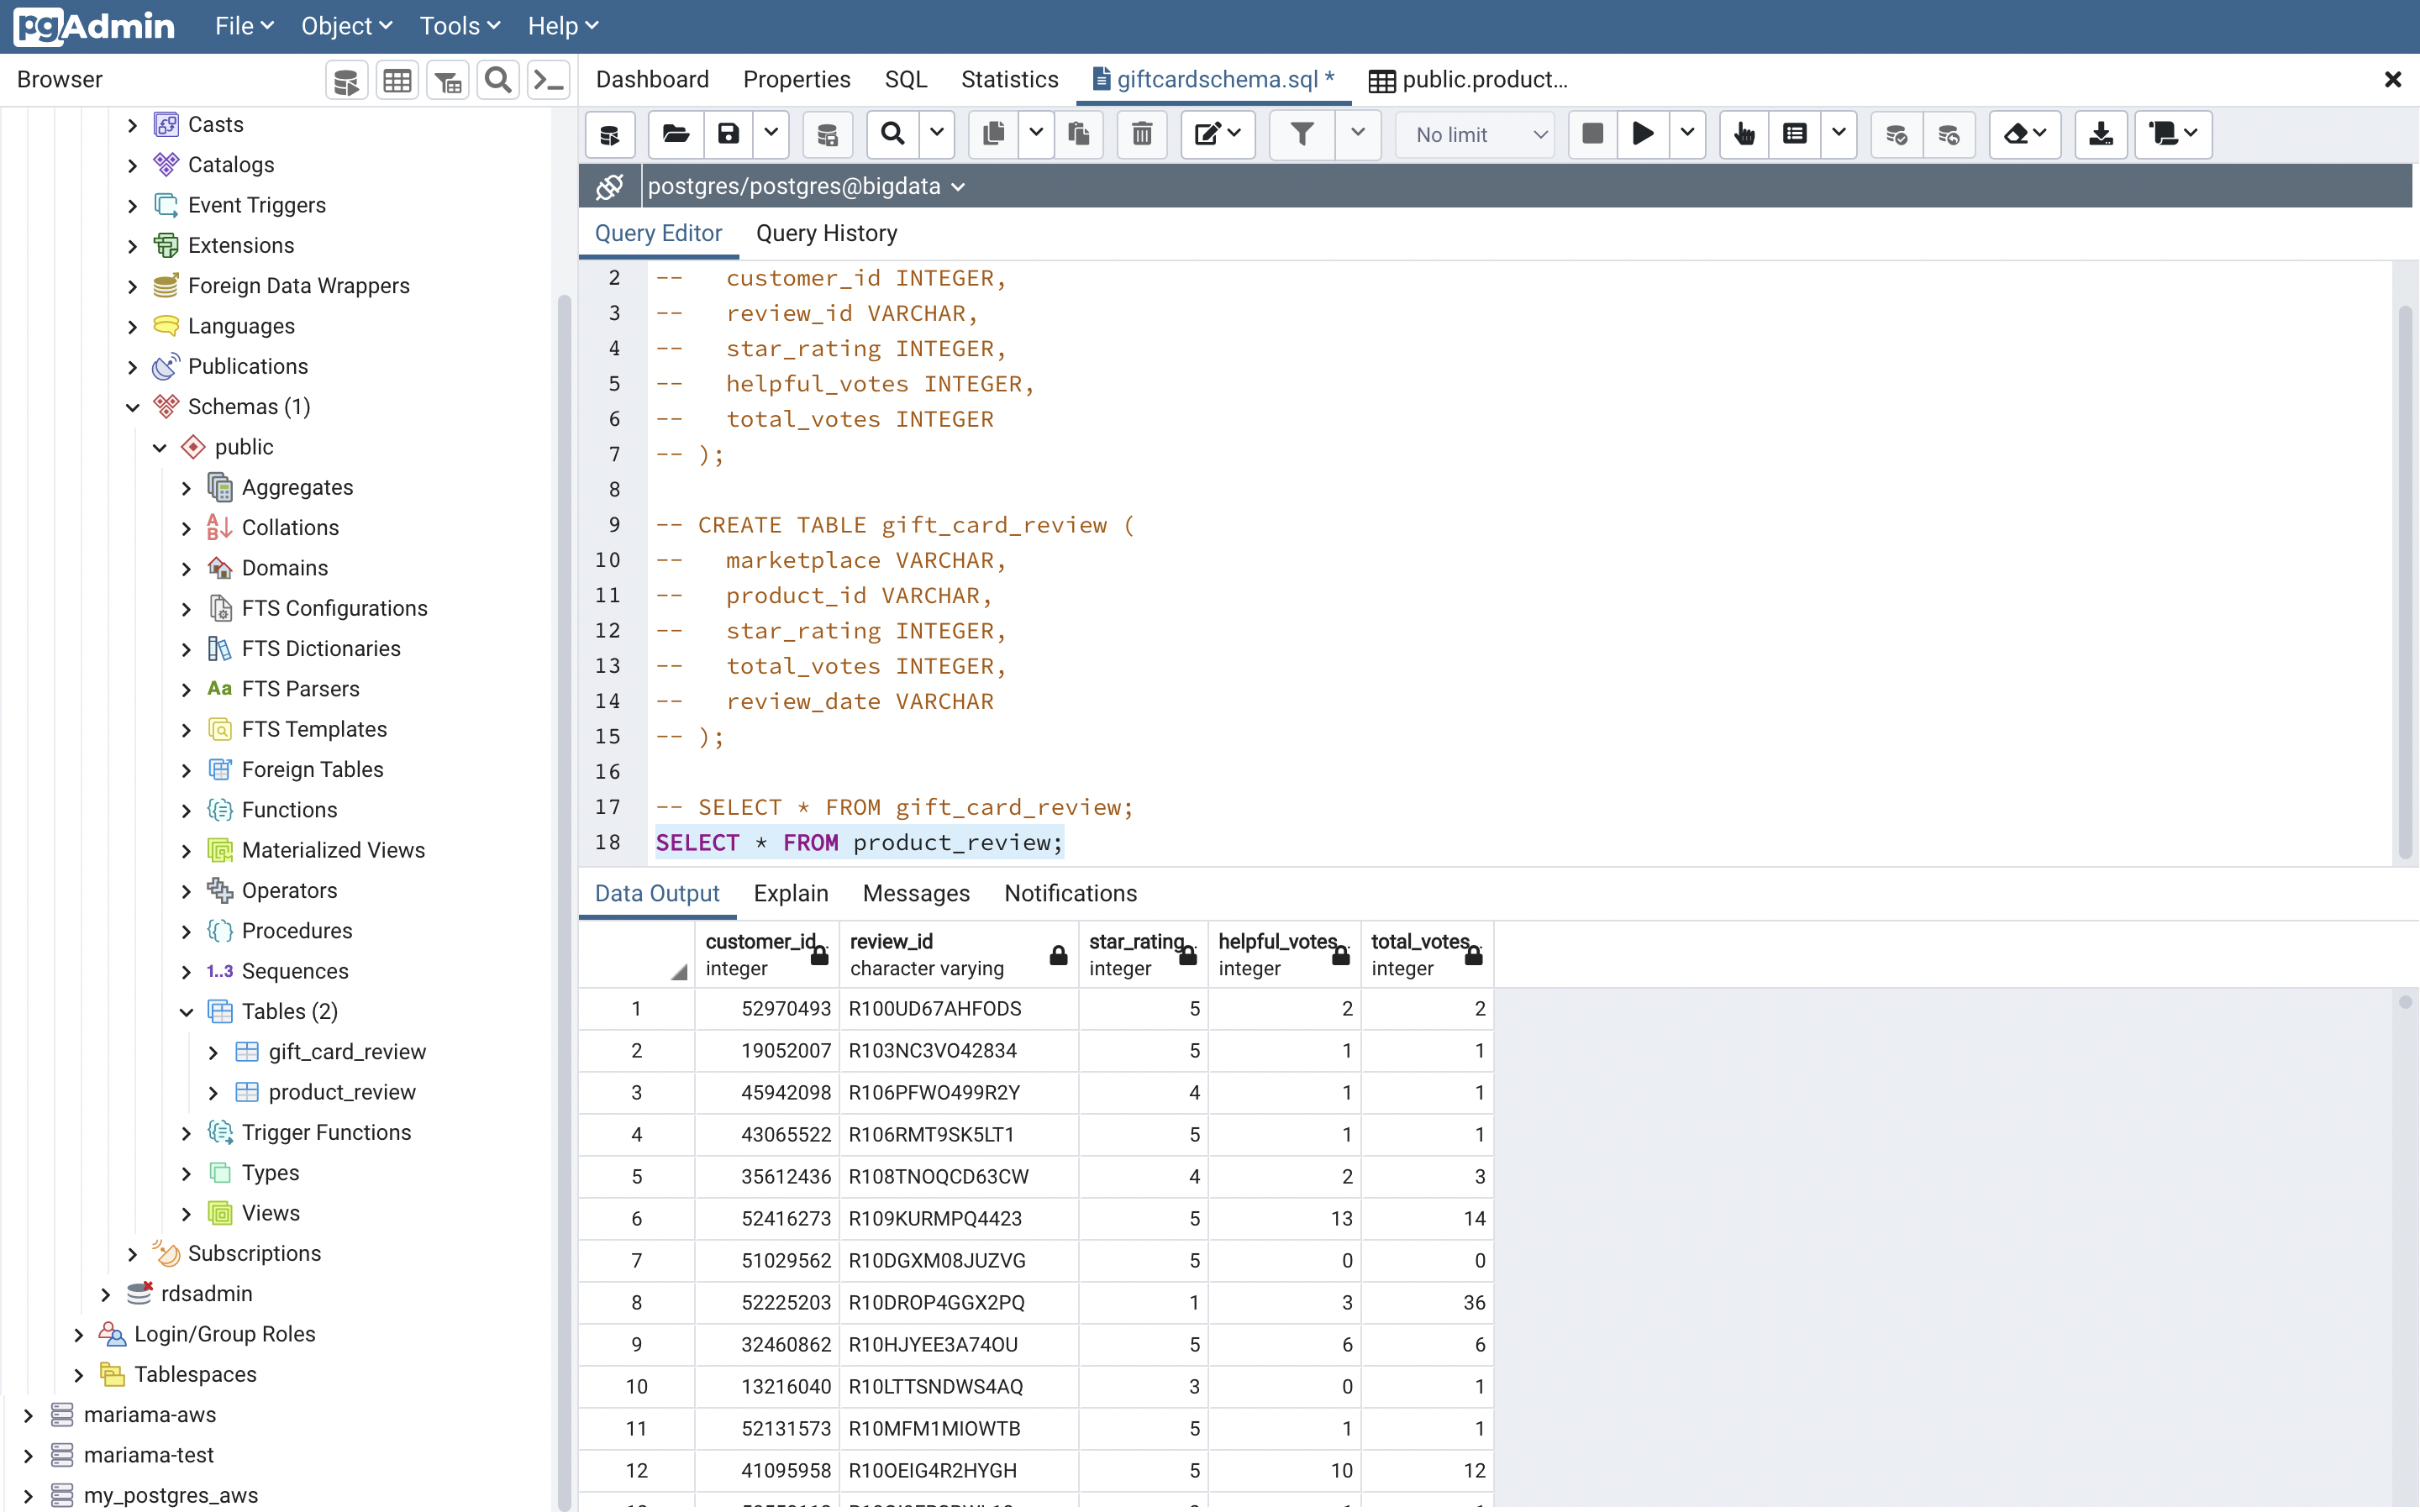 pgAdmin File Object Tools Help
Browser
Dashboard Properties SQL Statistics giftcardschema.sql * public.product...
Casts
Catalogs
Event Triggers
Extensions
Foreign Data Wrappers
Languages
Publications
Schemas (1)
public
Aggregates
Collations
Domains
FTS Configurations
FTS Dictionaries
Aa FTS Parsers
FTS Templates
Foreign Tables
Functions
Materialized Views
Operators
Procedures
1..3 Sequences
Tables (2)
gift_card_review
product_review
Trigger Functions
Types
Views
Subscriptions
rdsadmin
Login/Group Roles
Tablespaces
mariama-aws
mariama-test
my_postgres_aws
No limit
postgres/postgres@bigdata
Query Editor Query History
2 -- customer_id INTEGER,
3 -- review_id VARCHAR,
4 -- star_rating INTEGER,
5 -- helpful_votes INTEGER,
6 -- total_votes INTEGER
7 -- );
8
9 -- CREATE TABLE gift_card_review (
10 -- marketplace VARCHAR,
11 -- product_id VARCHAR,
12 -- star_rating INTEGER,
13 -- total_votes INTEGER,
14 -- review_date VARCHAR
15 -- );
16
17 -- SELECT * FROM gift_card_review;
18 SELECT * FROM product_review;
Data Output Explain Messages Notifications
customer_id review_id star_rating helpful_votes total_votes
integer character varying integer integer integer
1 52970493 R100UD67AHFODS 5 2 2
2 19052007 R103NC3VO42834 5 1 1
3 45942098 R106PFWO499R2Y 4 1 1
4 43065522 R106RMT9SK5LT1 5 1 1
5 35612436 R108TNOQCD63CW 4 2 3
6 52416273 R109KURMPQ4423 5 13 14
7 51029562 R10DGXM08JUZVG 5 0 0
8 52225203 R10DROP4GGX2PQ 1 3 36
9 32460862 R10HJYEE3A74OU 5 6 6
10 13216040 R10LTTSNDWS4AQ 3 0 1
11 52131573 R10MFM1MIOWTB 5 1 1
12 41095958 R10OEIG4R2HYGH 5 10 12